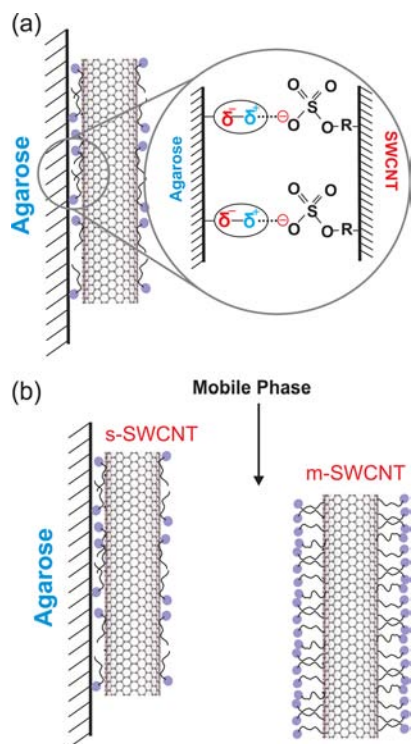 (a)
Agarose
Agarose
δ- δ+
⊖
O O
S
O O-R
δ- δ+
⊖
O O
S
O O-R
SWCNT
(b)
Mobile Phase
s-SWCNT
m-SWCNT
Agarose